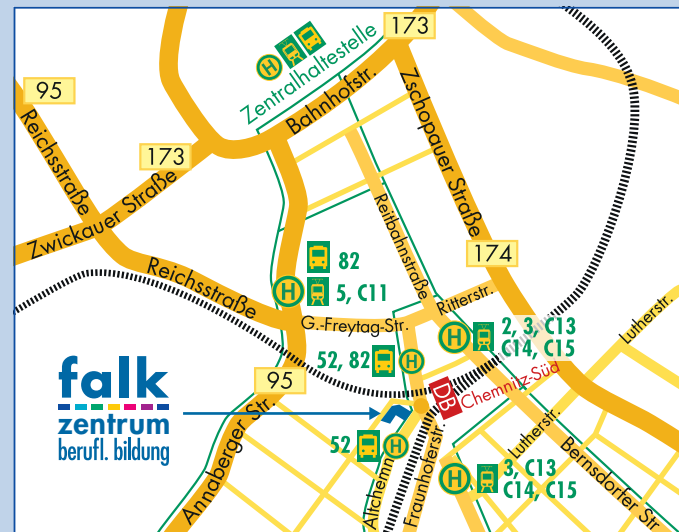 173
H
Zentralhaltestelle
Bahnhofstr.
95
Reichsstraße
173
Zwickauer Straße
Zschopauer Straße
Reitbahnstraße
174
82
H
5, C11
Reichsstraße
Ritterstr.
G.-Freytag-Str.
H
2, 3, C13
C14, C15
Lutherstr.
52, 82
H
falk
zentrum
berufl. bildung
95
Annaberger Str.
DB
Chemnitz-Süd
52
H
Altchemn
Fraunhoferstr.
Lutherstr.
Bernsdorfer Str.
H
3, C13
C14, C15